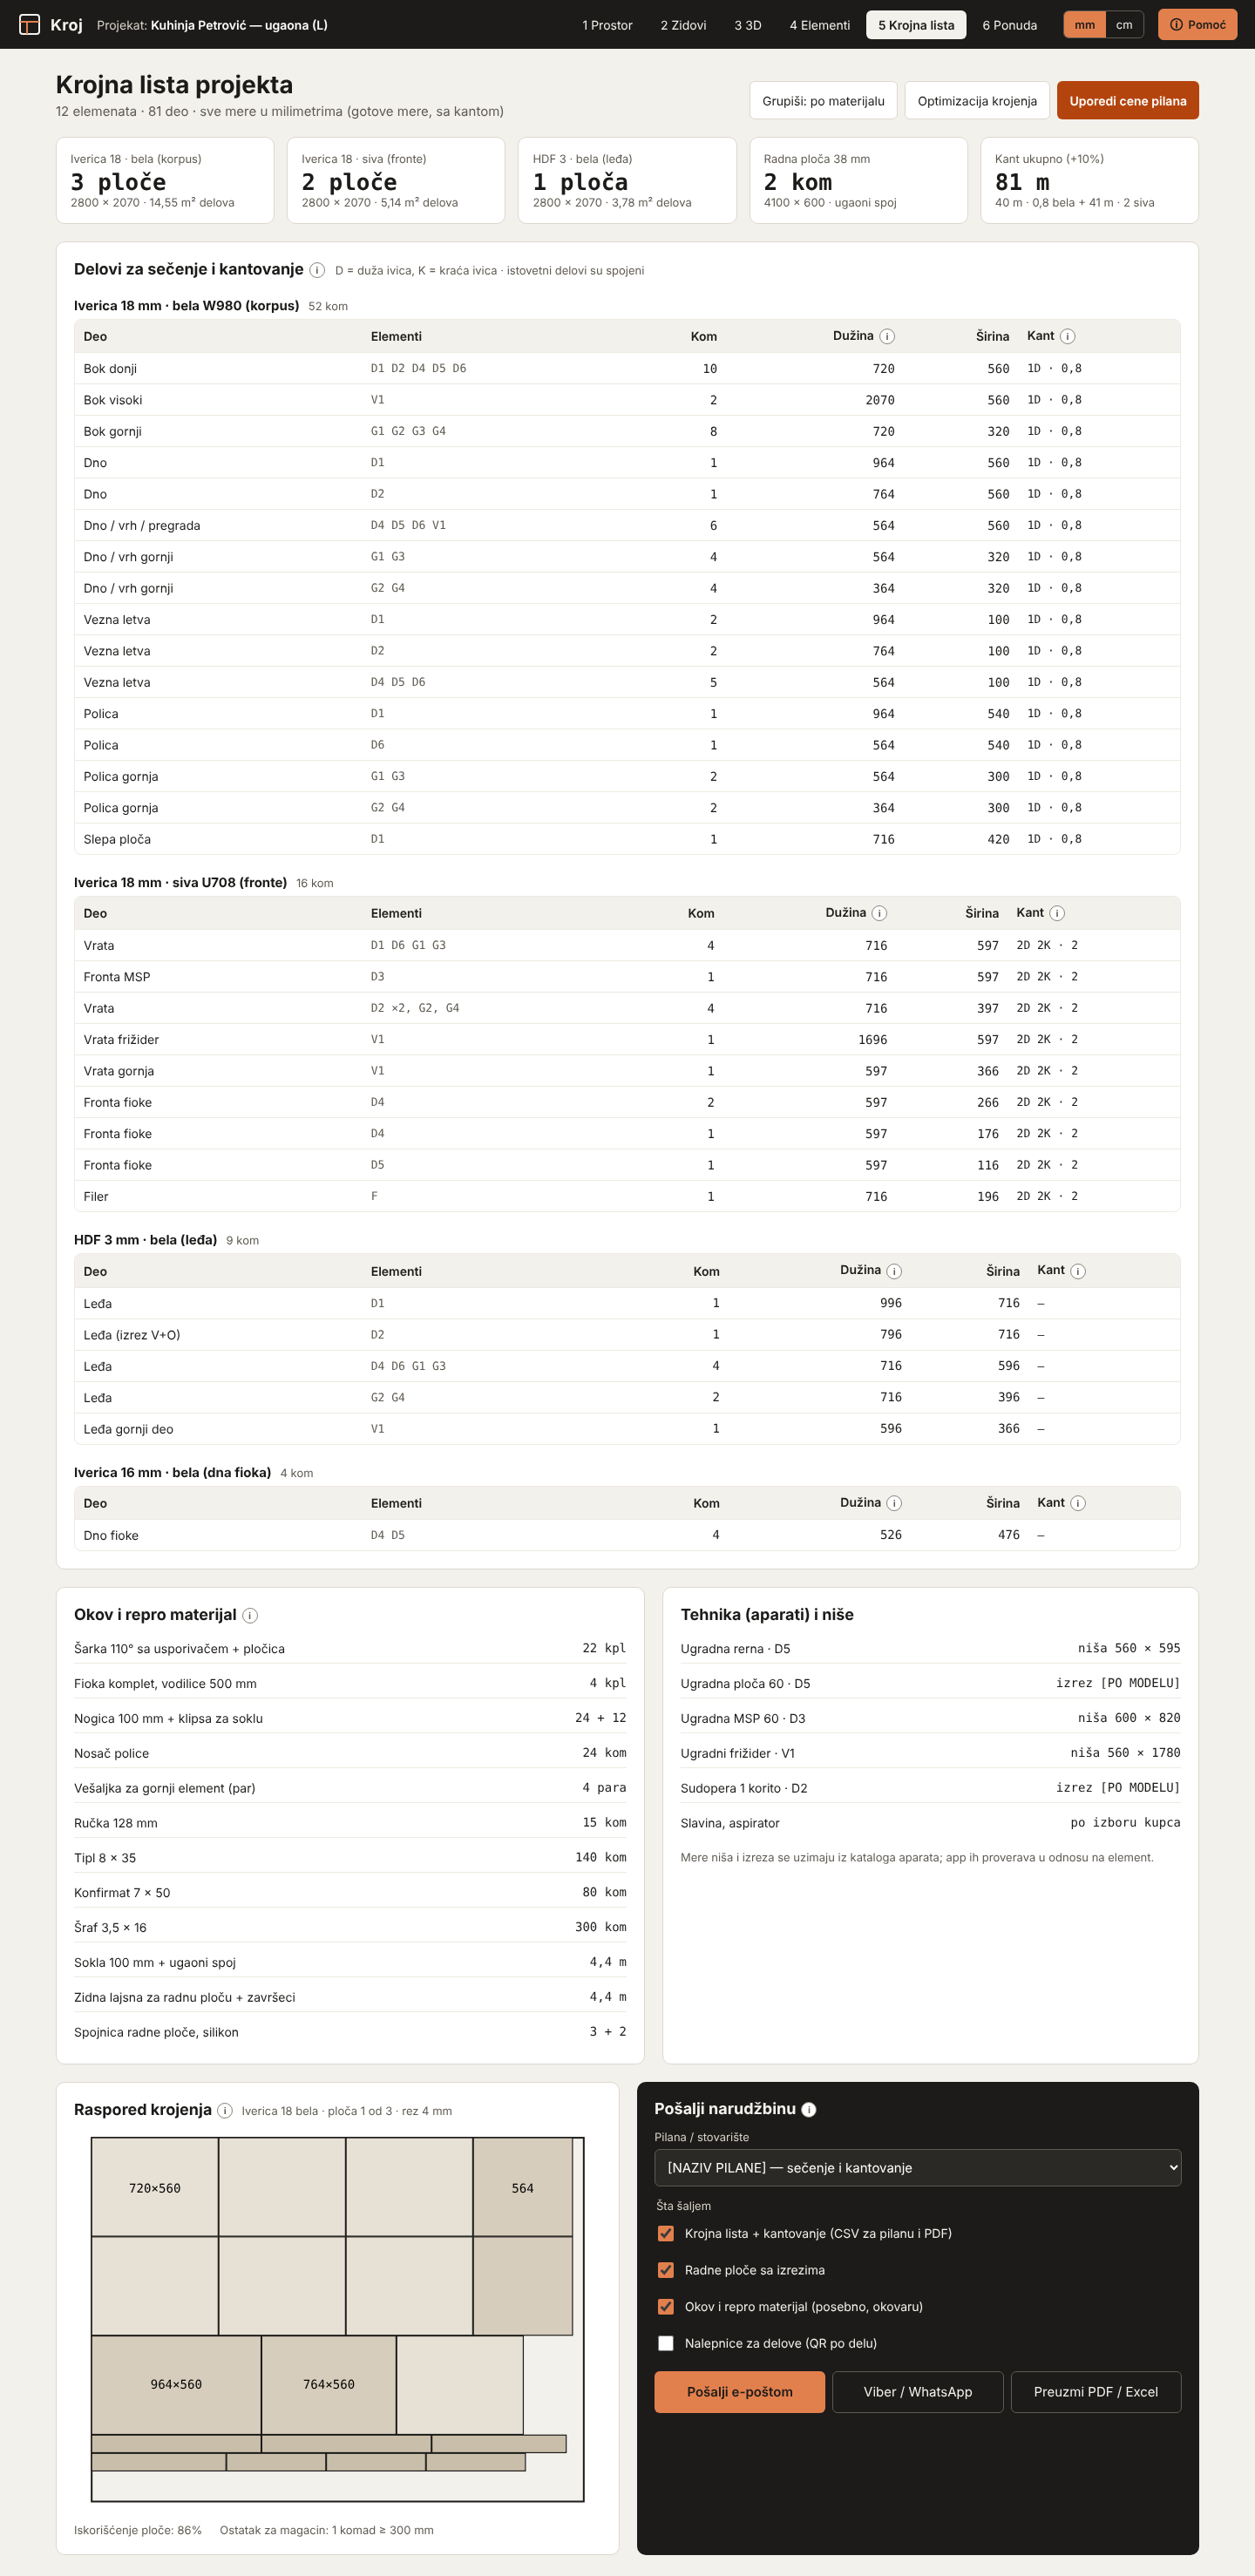 Kroj Projekat: Kuhinja Petrović — ugaona (L) 1 Prostor 2 Zidovi 3 3D 4 Elementi 5 Krojna lista 6 Ponuda mm cm ⓘ Pomoć
Krojna lista projekta
12 elemenata · 81 deo · sve mere u milimetrima (gotove mere, sa kantom)
Grupiši: po materijalu Optimizacija krojenja Uporedi cene pilana
Iverica 18 · bela (korpus)
3 ploče
2800 × 2070 · 14,55 m² delova
Iverica 18 · siva (fronte)
2 ploče
2800 × 2070 · 5,14 m² delova
HDF 3 · bela (leđa)
1 ploča
2800 × 2070 · 3,78 m² delova
Radna ploča 38 mm
2 kom
4100 × 600 · ugaoni spoj
Kant ukupno (+10%)
81 m
40 m · 0,8 bela + 41 m · 2 siva
Delovi za sečenje i kantovanje i D = duža ivica, K = kraća ivica · istovetni delovi su spojeni
Iverica 18 mm · bela W980 (korpus) 52 kom
Deo Elementi Kom Dužina i Širina Kant i
Bok donji D1 D2 D4 D5 D6 10 720 560 1D · 0,8
Bok visoki V1 2 2070 560 1D · 0,8
Bok gornji G1 G2 G3 G4 8 720 320 1D · 0,8
Dno D1 1 964 560 1D · 0,8
Dno D2 1 764 560 1D · 0,8
Dno / vrh / pregrada D4 D5 D6 V1 6 564 560 1D · 0,8
Dno / vrh gornji G1 G3 4 564 320 1D · 0,8
Dno / vrh gornji G2 G4 4 364 320 1D · 0,8
Vezna letva D1 2 964 100 1D · 0,8
Vezna letva D2 2 764 100 1D · 0,8
Vezna letva D4 D5 D6 5 564 100 1D · 0,8
Polica D1 1 964 540 1D · 0,8
Polica D6 1 564 540 1D · 0,8
Polica gornja G1 G3 2 564 300 1D · 0,8
Polica gornja G2 G4 2 364 300 1D · 0,8
Slepa ploča D1 1 716 420 1D · 0,8
Iverica 18 mm · siva U708 (fronte) 16 kom
Deo Elementi Kom Dužina i Širina Kant i
Vrata D1 D6 G1 G3 4 716 597 2D 2K · 2
Fronta MSP D3 1 716 597 2D 2K · 2
Vrata D2 ×2, G2, G4 4 716 397 2D 2K · 2
Vrata frižider V1 1 1696 597 2D 2K · 2
Vrata gornja V1 1 597 366 2D 2K · 2
Fronta fioke D4 2 597 266 2D 2K · 2
Fronta fioke D4 1 597 176 2D 2K · 2
Fronta fioke D5 1 597 116 2D 2K · 2
Filer F 1 716 196 2D 2K · 2
HDF 3 mm · bela (leđa) 9 kom
Deo Elementi Kom Dužina i Širina Kant i
Leđa D1 1 996 716 —
Leđa (izrez V+O) D2 1 796 716 —
Leđa D4 D6 G1 G3 4 716 596 —
Leđa G2 G4 2 716 396 —
Leđa gornji deo V1 1 596 366 —
Iverica 16 mm · bela (dna fioka) 4 kom
Deo Elementi Kom Dužina i Širina Kant i
Dno fioke D4 D5 4 526 476 —
Okov i repro materijal i
Šarka 110° sa usporivačem + pločica 22 kpl
Fioka komplet, vodilice 500 mm 4 kpl
Nogica 100 mm + klipsa za soklu 24 + 12
Nosač police 24 kom
Vešaljka za gornji element (par) 4 para
Ručka 128 mm 15 kom
Tipl 8 × 35 140 kom
Konfirmat 7 × 50 80 kom
Šraf 3,5 × 16 300 kom
Sokla 100 mm + ugaoni spoj 4,4 m
Zidna lajsna za radnu ploču + završeci 4,4 m
Spojnica radne ploče, silikon 3 + 2
Tehnika (aparati) i niše
Ugradna rerna · D5 niša 560 × 595
Ugradna ploča 60 · D5 izrez [PO MODELU]
Ugradna MSP 60 · D3 niša 600 × 820
Ugradni frižider · V1 niša 560 × 1780
Sudopera 1 korito · D2 izrez [PO MODELU]
Slavina, aspirator po izboru kupca
Mere niša i izreza se uzimaju iz kataloga aparata; app ih proverava u odnosu na element.
Raspored krojenja i Iverica 18 bela · ploča 1 od 3 · rez 4 mm
720×560 564
964×560 764×560
Iskorišćenje ploče: 86% Ostatak za magacin: 1 komad ≥ 300 mm
Pošalji narudžbinu i
Pilana / stovarište
[NAZIV PILANE] — sečenje i kantovanje
Šta šaljem
Krojna lista + kantovanje (CSV za pilanu i PDF)
Radne ploče sa izrezima
Okov i repro materijal (posebno, okovaru)
Nalepnice za delove (QR po delu)
Pošalji e-poštom Viber / WhatsApp Preuzmi PDF / Excel